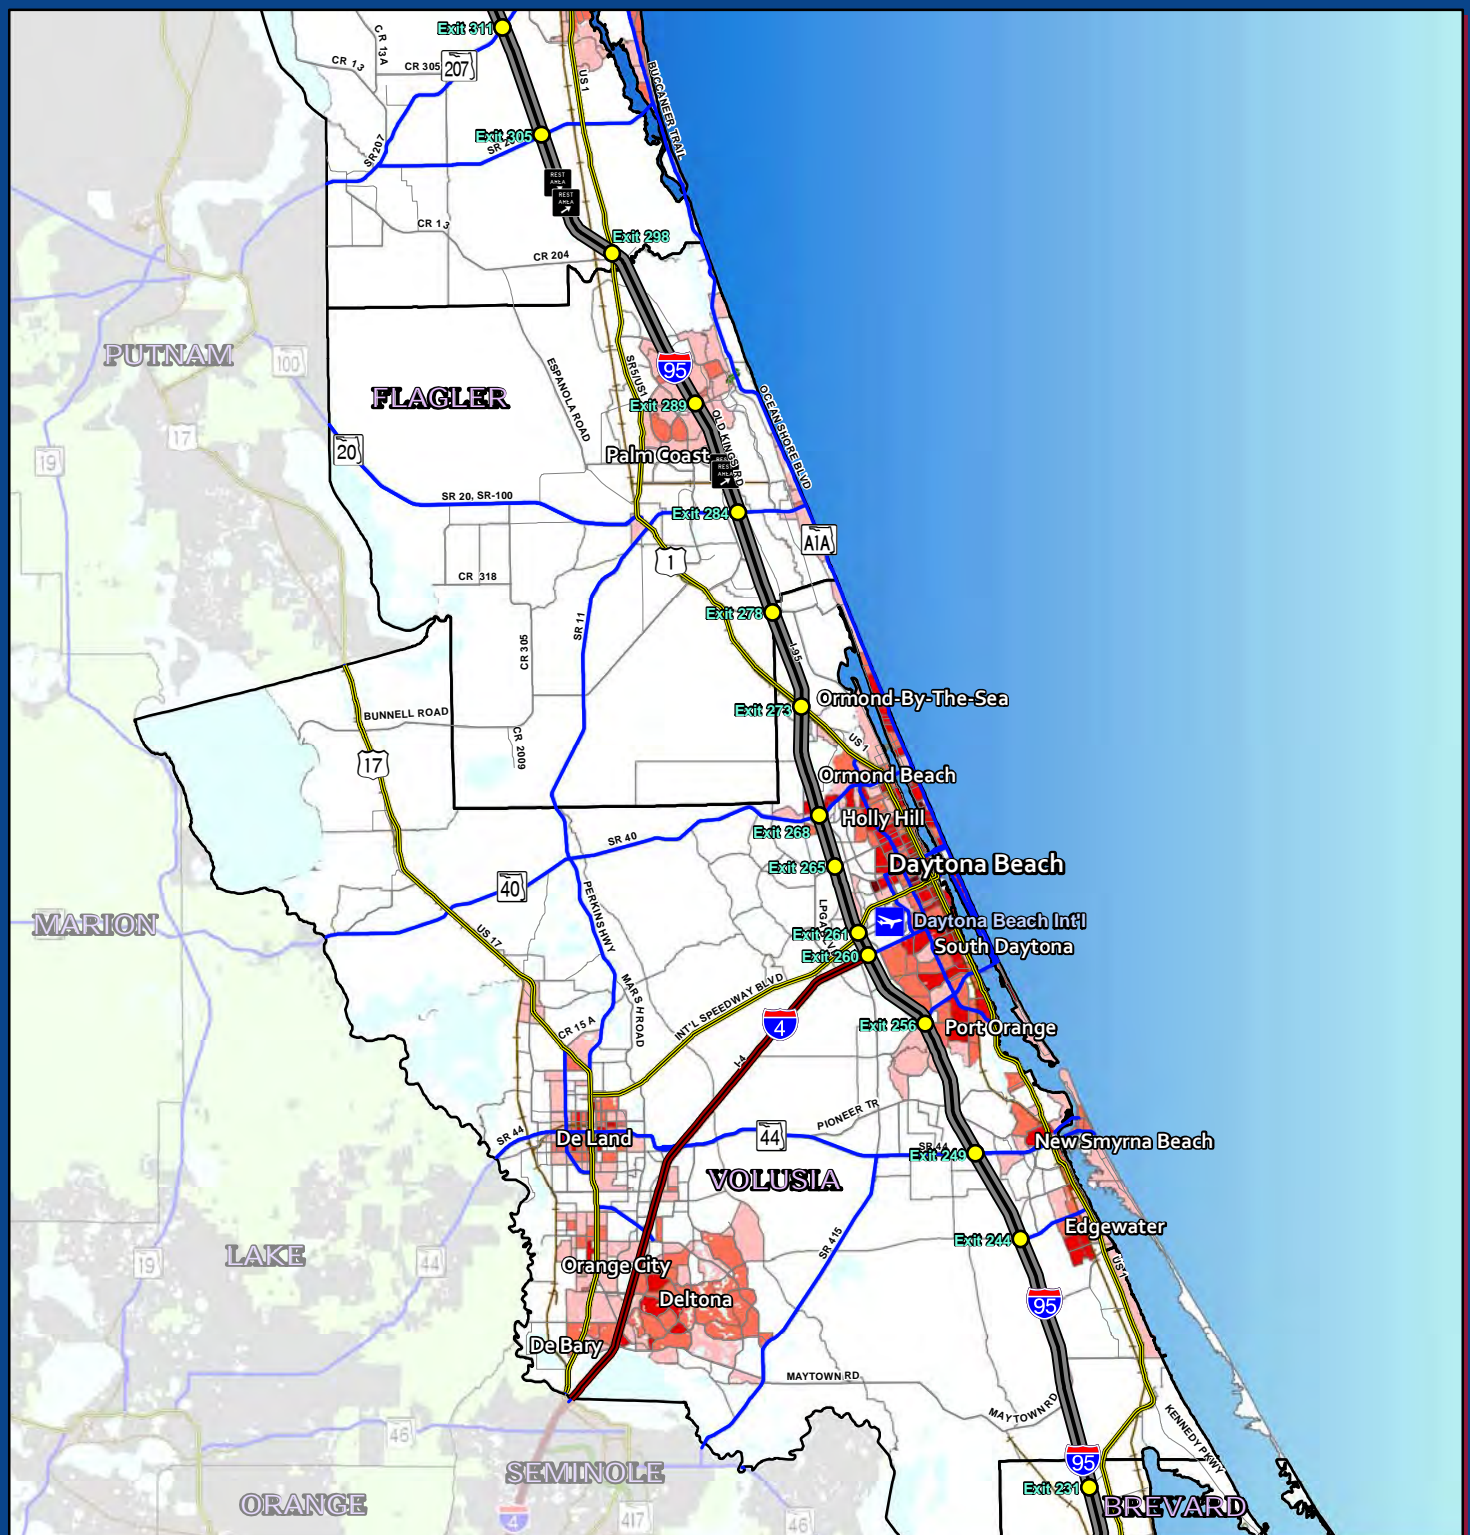 Exit 311
CR 13A
CR 13
CR 305
207
US 1
BUCCANEER TRAIL
Exit 305
SR207
REST
AREA
REST
AREA
CR 13
Exit 298
CR 204
PUTNAM
100
95
FLAGLER
ESPANOLA ROAD
SR5/US1
Exit 289
OLD KINGS RD
OCEAN SHORE BLVD
17
19
20
Palm Coast
REST
AREA
SR 20, SR-100
Exit 284
A1A
1
CR 318
Exit 278
SR 11
CR 305
I-95
Ormond-By-The-Sea
Exit 273
BUNNELL ROAD
US 1
CR 2009
17
Ormond Beach
Holly Hill
Exit 268
SR 40
Daytona Beach
Exit 265
40
PERKINS HWY
MARION
Daytona Beach Int'l
Exit 261
US 17
South Daytona
Exit 260
MARSH ROAD
INT'L SPEEDWAY BLVD
CR 15 A
4
Exit 256
Port Orange
I-4
PIONEER TR
SR 44
De Land
44
SR 44
New Smyrna Beach
Exit 249
VOLUSIA
Edgewater
SR 415
Exit 244
LAKE
19
44
Orange City
US 1
Deltona
95
De Bary
MAYTOWN RD
MAYTOWN RD
KENNEDY PKWY
46
95
SEMINOLE
Exit 231
ORANGE
BREVARD
4
417
46